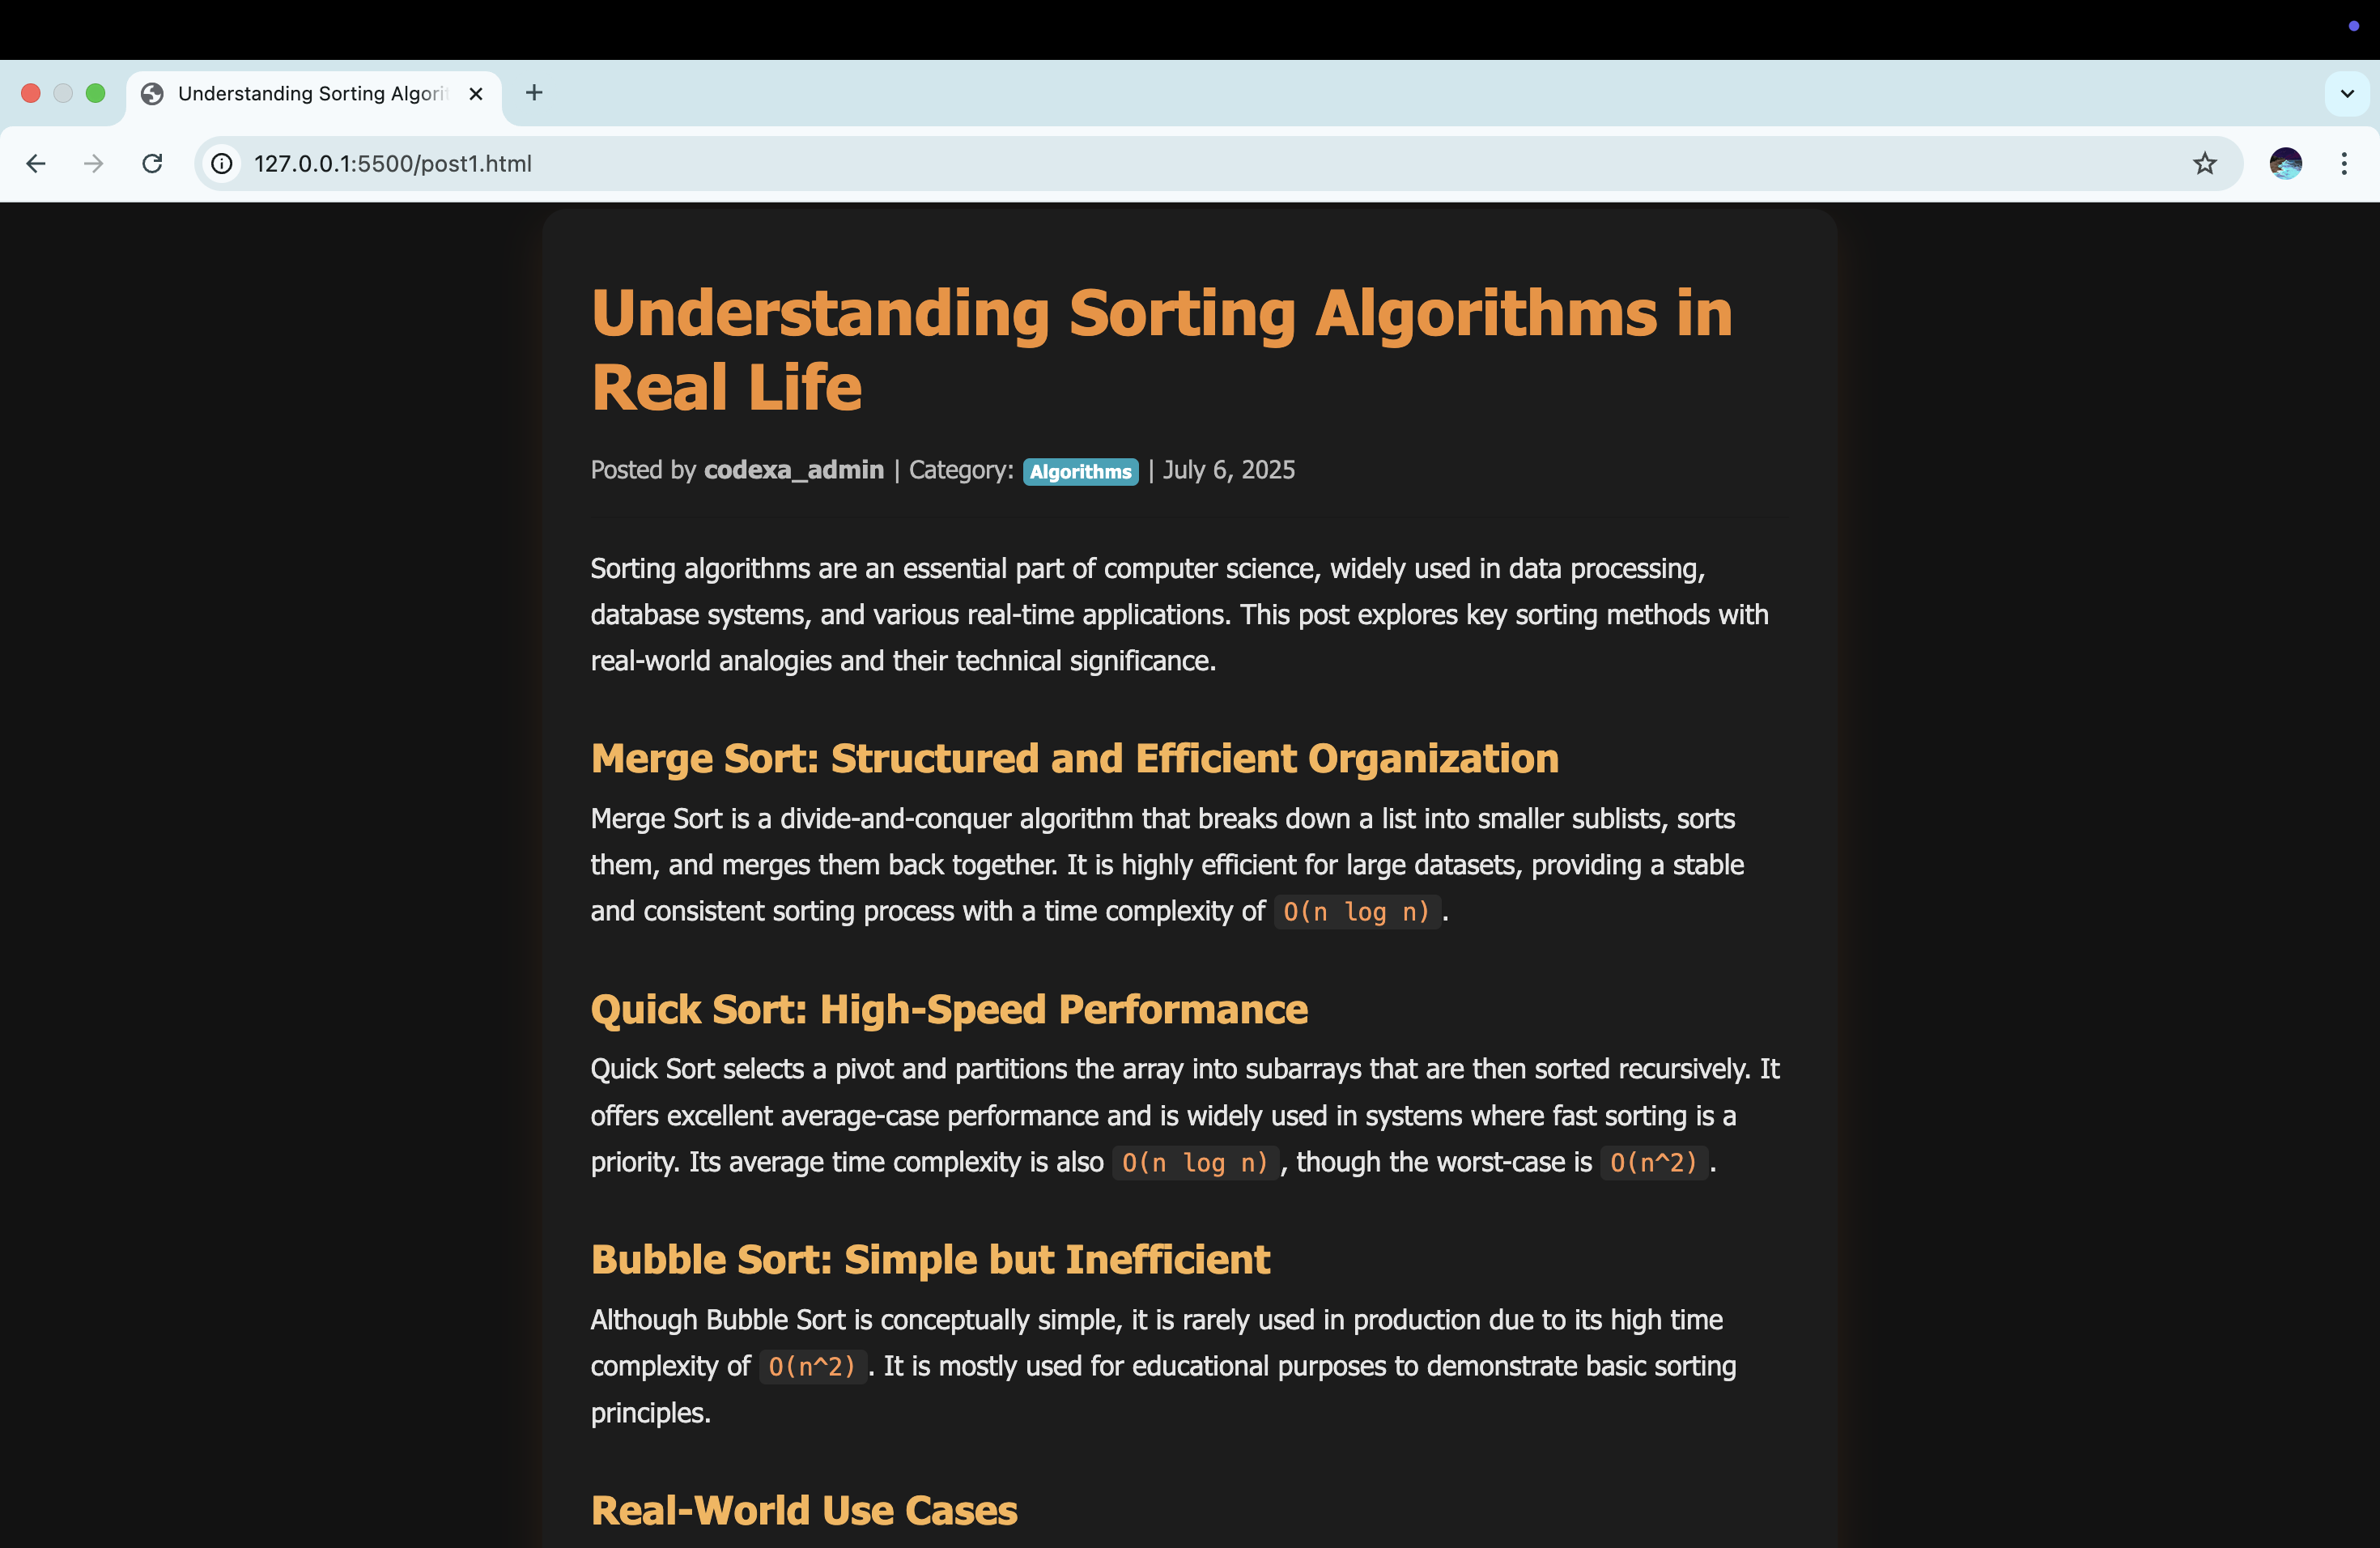 Understanding Sorting Algorit
127.0.0.1:5500/post1.html
Understanding Sorting Algorithms in
Real Life
Posted by codexa_admin | Category: Algorithms | July 6, 2025
Sorting algorithms are an essential part of computer science, widely used in data processing,
database systems, and various real-time applications. This post explores key sorting methods with
real-world analogies and their technical significance.
Merge Sort: Structured and Efficient Organization
Merge Sort is a divide-and-conquer algorithm that breaks down a list into smaller sublists, sorts
them, and merges them back together. It is highly efficient for large datasets, providing a stable
and consistent sorting process with a time complexity of O(n log n).
Quick Sort: High-Speed Performance
Quick Sort selects a pivot and partitions the array into subarrays that are then sorted recursively. It
offers excellent average-case performance and is widely used in systems where fast sorting is a
priority. Its average time complexity is also O(n log n), though the worst-case is O(n^2).
Bubble Sort: Simple but Inefficient
Although Bubble Sort is conceptually simple, it is rarely used in production due to its high time
complexity of O(n^2). It is mostly used for educational purposes to demonstrate basic sorting
principles.
Real-World Use Cases